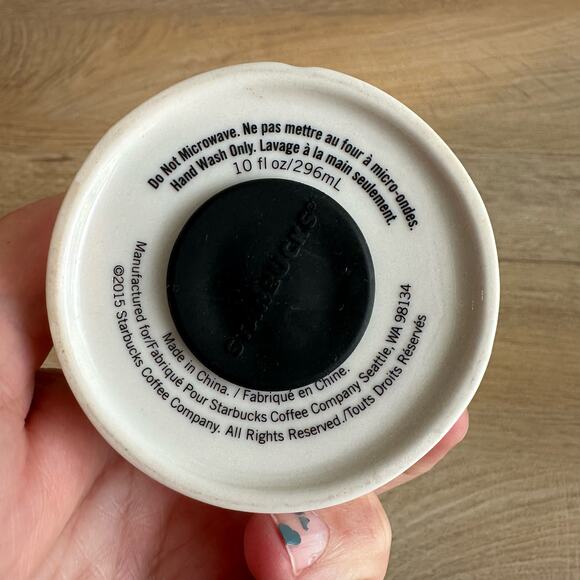 Do Not Microwave. Ne pas mettre au four à micro-ondes.
Hand Wash Only. Lavage à la main seulement.
10 fl oz/296mL
STARBUCKS
Made in China. / Fabriqué en Chine.
Manufactured for/Fabriqué Pour Starbucks Coffee Company Seattle, WA 98134
©2015 Starbucks Coffee Company. All Rights Reserved./Touts Droits Réservés